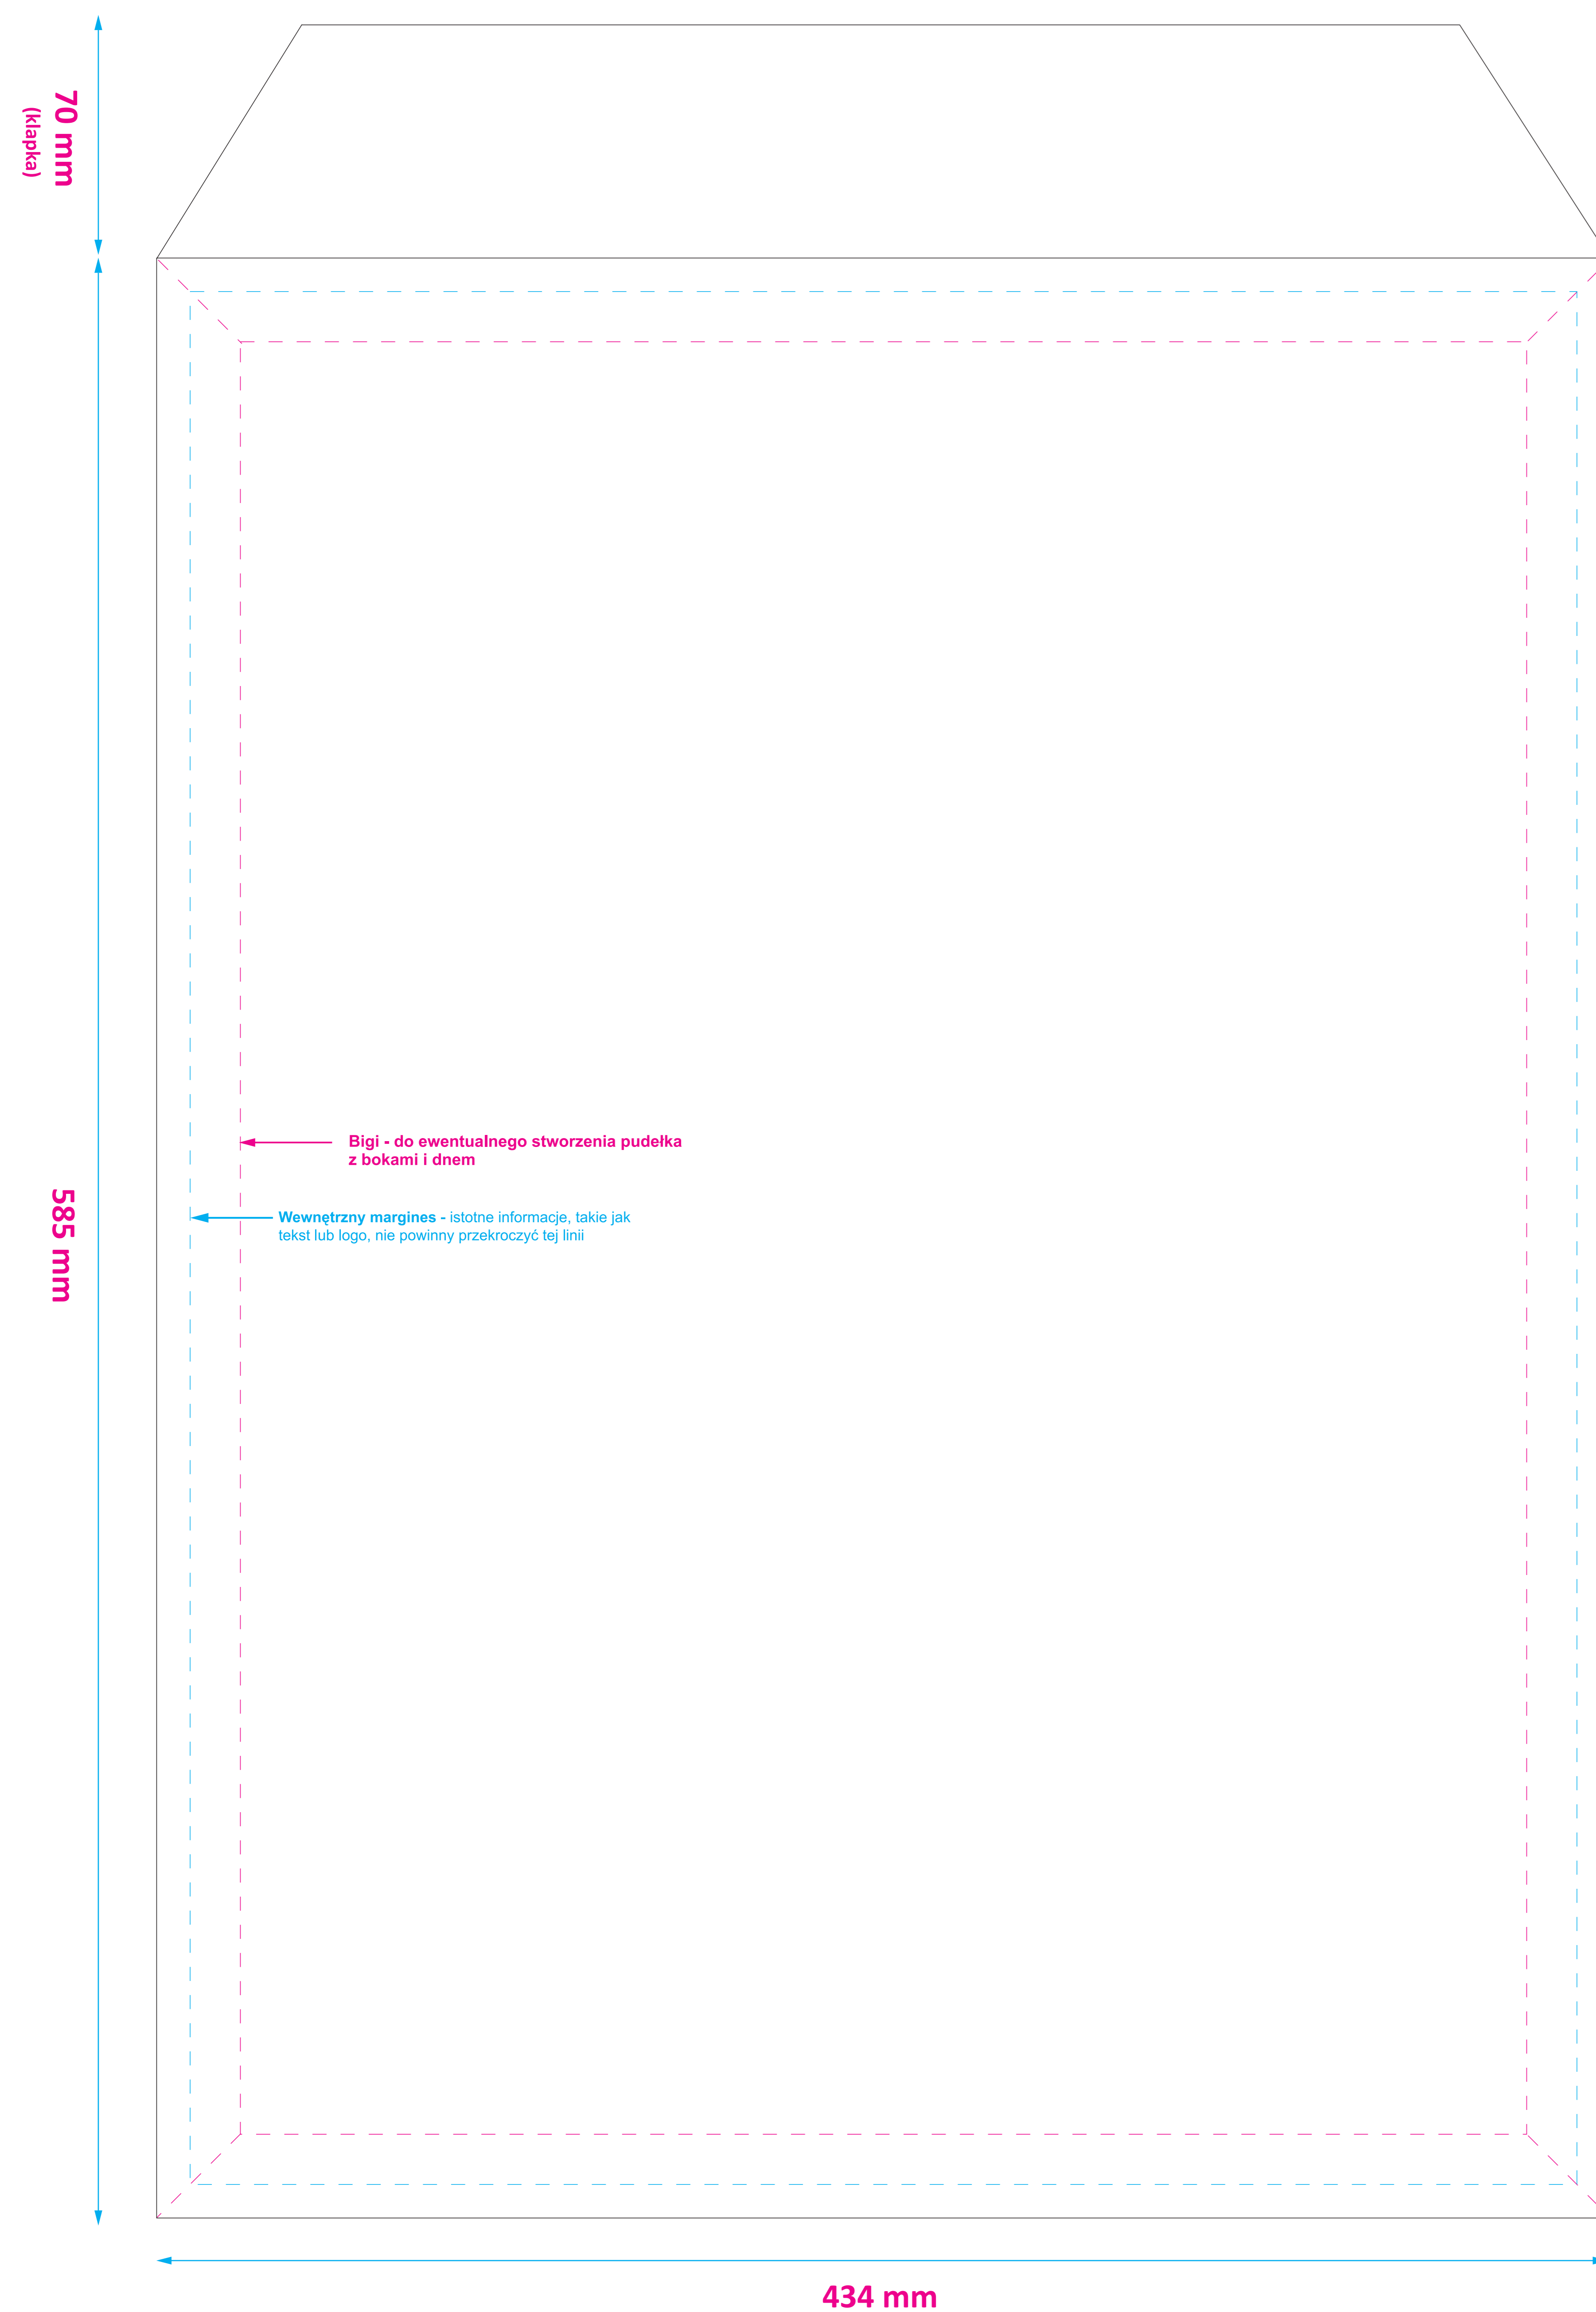 70 mm
(klapka)
Bigi - do ewentualnego stworzenia pudełka
z bokami i dnem
Wewnętrzny margines - istotne informacje, takie jak
tekst lub logo, nie powinny przekroczyć tej linii
585 mm
434 mm